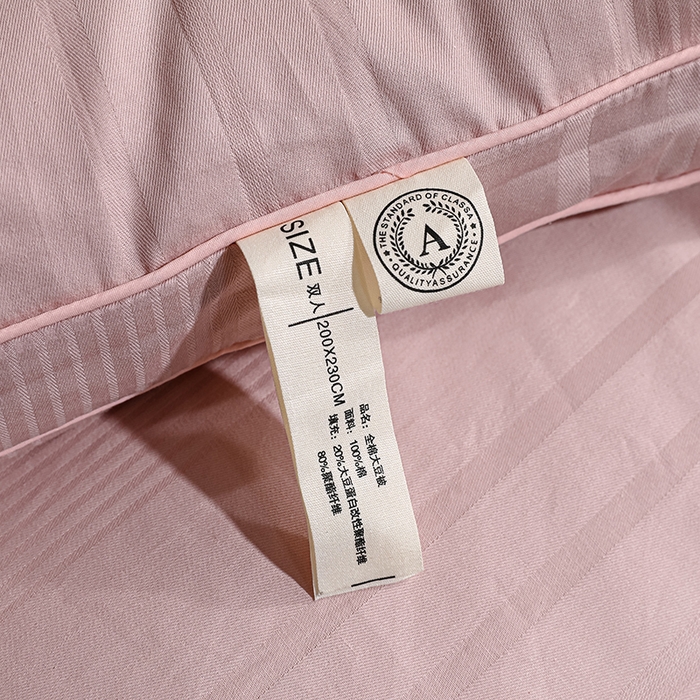 THE STANDARD OF CLASSA
A
QUALITYASSURANCE
SIZE
双人
200X230CM
品名：全棉大豆被
面料：100%棉
填充：20%大豆蛋白改性聚酯纤维
80%聚酯纤维